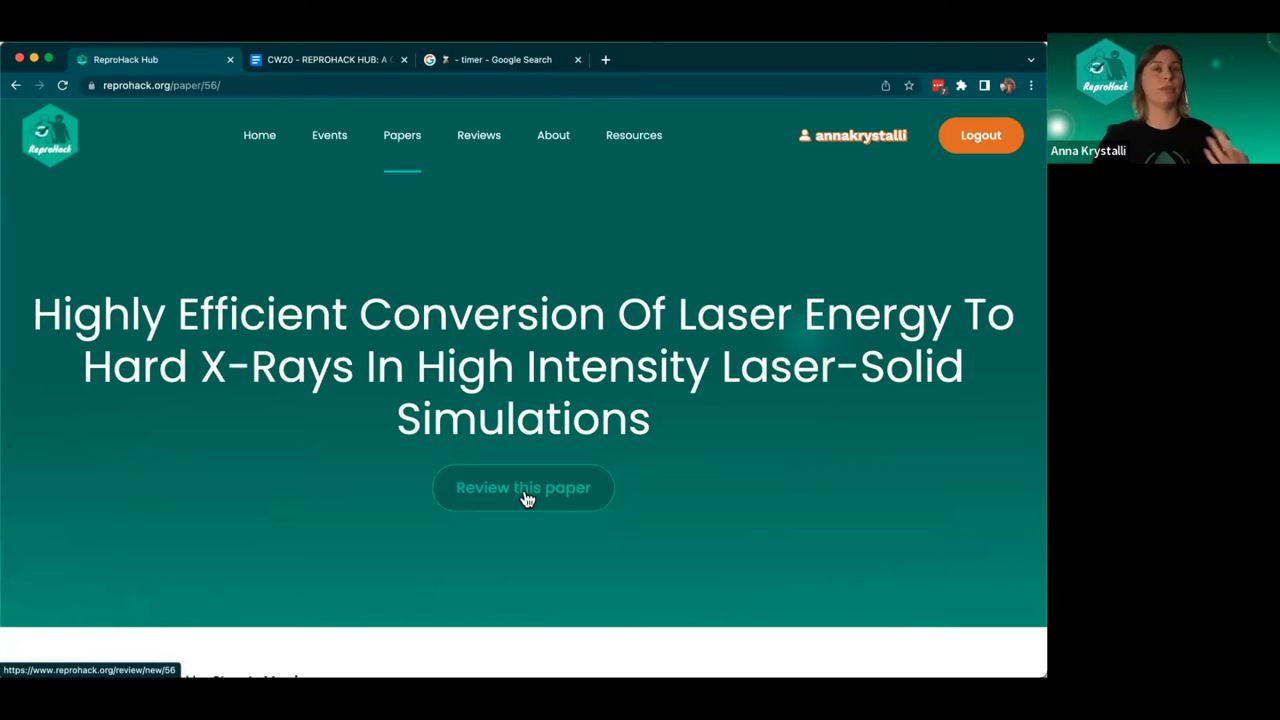 ReproHack Hub
CW20 - REPROHACK HUB: A C
- timer - Google Search
reprohack.org/paper/56/
ReproHack
Home
Events
Papers
Reviews
About
Resources
annakrystalli
Logout
Highly Efficient Conversion Of Laser Energy To
Hard X-Rays In High Intensity Laser-Solid
Simulations
Review this paper
https://www.reprohack.org/review/new/56
ReproHack
Anna Krystalli